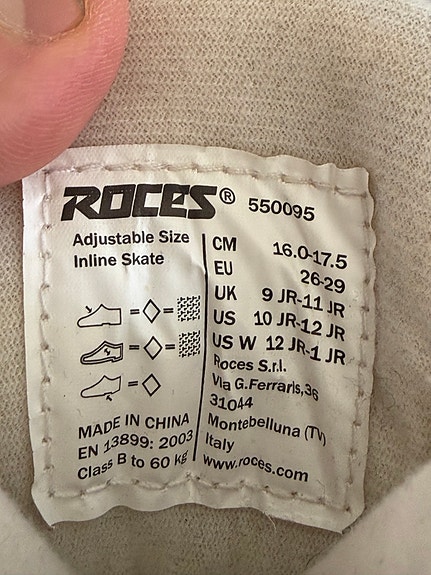 ROCES® 550095
Adjustable Size
Inline Skate
= ◇ =
= ◇ =
= ◇
MADE IN CHINA
EN 13899: 2003
Class B to 60 kg
CM 16.0-17.5
EU 26-29
UK 9 JR-11 JR
US 10 JR-12 JR
US W 12 JR-1 JR
Roces S.r.l.
Via G.Ferraris,36
31044
Montebelluna (TV)
Italy
www.roces.com